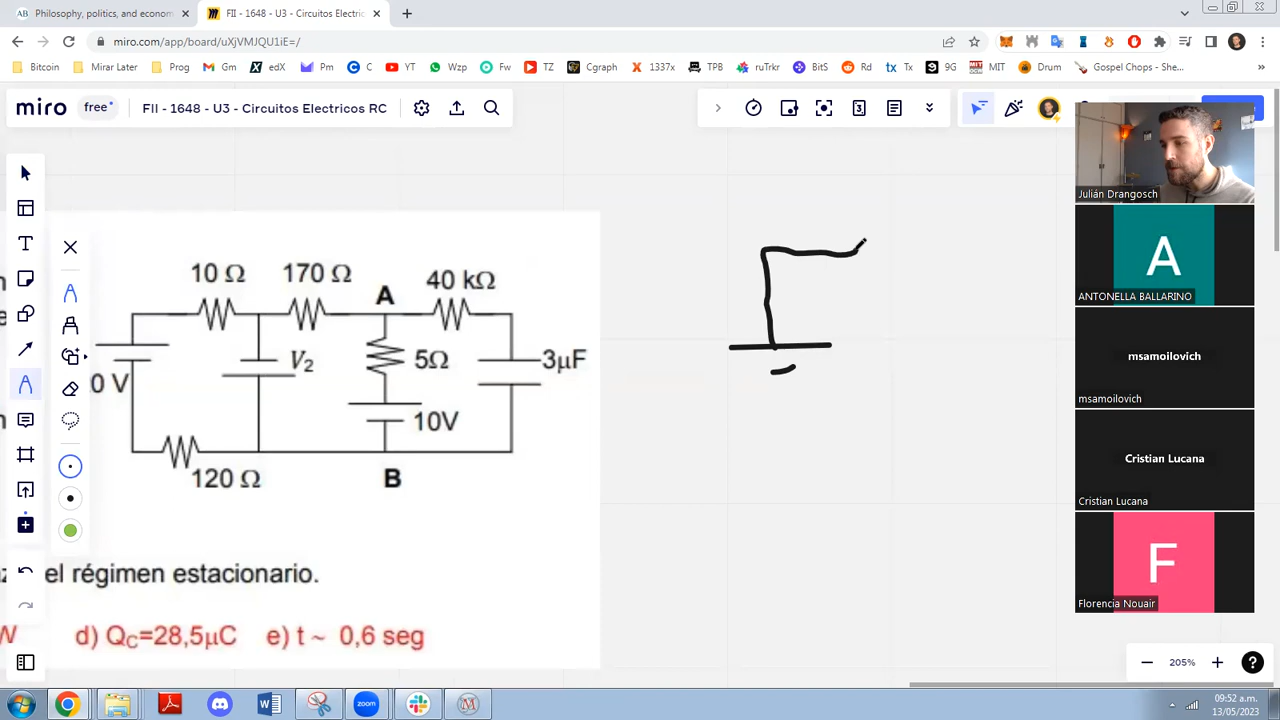 Philosophy, politics, and econom
FII - 1648 - U3 - Circuitos Electric
miro.com/app/board/uXjVMJQU1iE=/
Bitcoin
Mirar Later
Prog
Gm
edX
Pm
C
YT
Wzp
Fw
TZ
Cgraph
1337x
TPB
ruTrkr
BitS
Rd
Tx
9G
MIT
Drum
Gospel Chops - She...
miro
free
FII - 1648 - U3 - Circuitos Electricos RC
3
Julián Drangosch
A
ANTONELLA BALLARINO
msamoilovich
msamoilovich
Cristian Lucana
Cristian Lucana
F
Florencia Nouair
10 Ω
170 Ω
A
40 kΩ
0 V
V₂
5Ω
3μF
10V
120 Ω
B
el régimen estacionario.
W
d) Q_C=28,5μC
e) t ~ 0,6 seg
205%
09:52 a.m.
13/05/2023